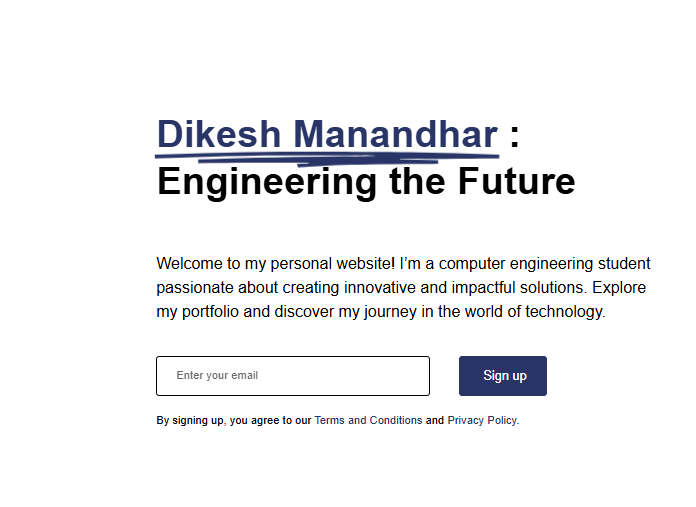 Dikesh Manandhar :
Engineering the Future
Welcome to my personal website! I’m a computer engineering student
passionate about creating innovative and impactful solutions. Explore
my portfolio and discover my journey in the world of technology.
Enter your email
Sign up
By signing up, you agree to our Terms and Conditions and Privacy Policy.